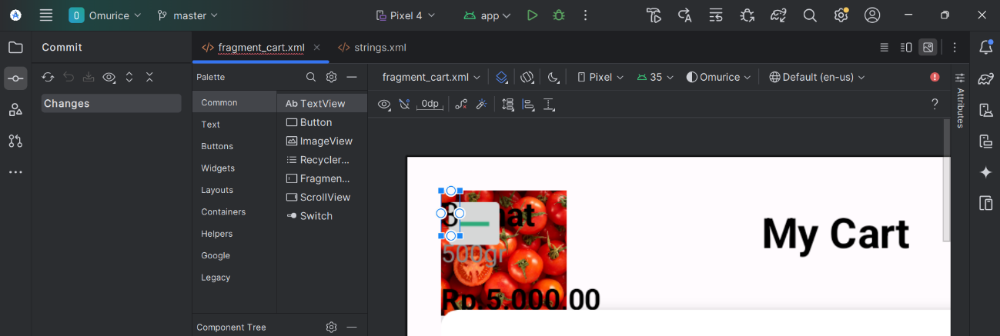 Omurice
master
Pixel 4
app
Commit
fragment_cart.xml
strings.xml
Changes
Palette
Common
Text
Buttons
Widgets
Layouts
Containers
Helpers
Google
Legacy
Ab TextView
Button
ImageView
Recycler...
Fragmen...
ScrollView
Switch
Component Tree
fragment_cart.xml
Pixel
35
Omurice
Default (en-us)
0dp
?
Attributes
My Cart
500gr
Rp 5.000,00